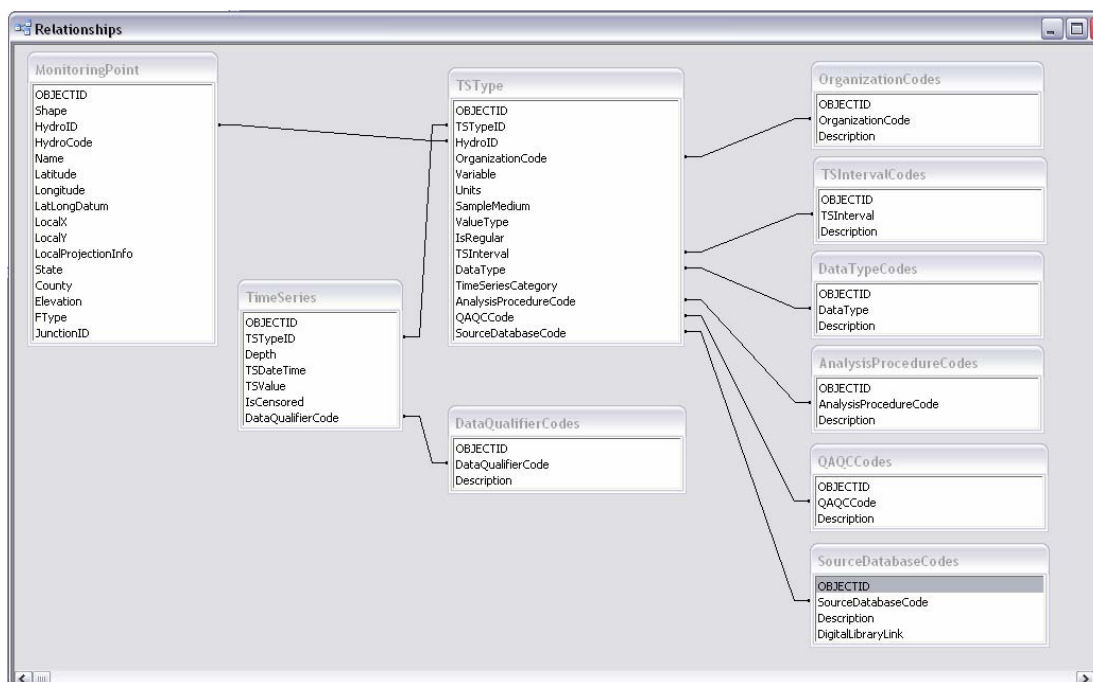 Relationships
MonitoringPoint
OBJECTID
Shape
HydroID
HydroCode
Name
Latitude
Longitude
LatLongDatum
LocalX
LocalY
LocalProjectionInfo
State
County
Elevation
FType
JunctionID
TimeSeries
OBJECTID
TSTypeID
Depth
TSDateTime
TSValue
IsCensored
DataQualifierCode
TSType
OBJECTID
TSTypeID
HydroID
OrganizationCode
Variable
Units
SampleMedium
ValueType
IsRegular
TSInterval
DataType
TimeSeriesCategory
AnalysisProcedureCode
QAQCCode
SourceDatabaseCode
DataQualifierCodes
OBJECTID
DataQualifierCode
Description
OrganizationCodes
OBJECTID
OrganizationCode
Description
TSIntervalCodes
OBJECTID
TSInterval
Description
DataTypeCodes
OBJECTID
DataType
Description
AnalysisProcedureCodes
OBJECTID
AnalysisProcedureCode
Description
QAQCCodes
OBJECTID
QAQCCode
Description
SourceDatabaseCodes
OBJECTID
SourceDatabaseCode
Description
DigitalLibraryLink